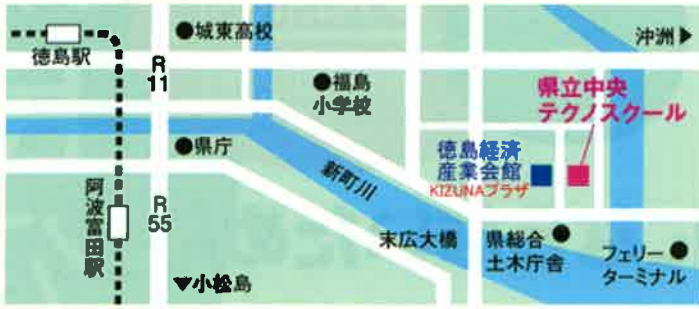 徳島駅
●城東高校
沖洲▶
R
11
●福島
小学校
県立中央
テクノスクール
●県庁
新町川
徳島経済
産業会館
KIZUNAプラザ
阿波富田駅
R
55
末広大橋
県総合●
土木庁舎
フェリー●
ターミナル
▼小松島